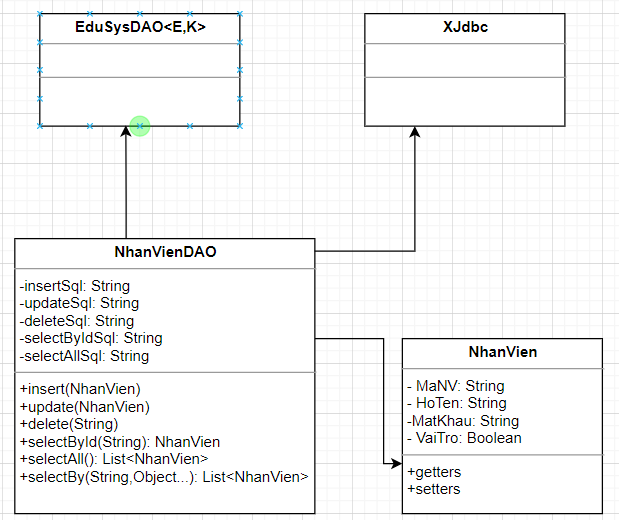 EduSysDAO<E,K>
XJdbc
NhanVienDAO
-insertSql: String
-updateSql: String
-deleteSql: String
-selectByIdSql: String
-selectAllSql: String
+insert(NhanVien)
+update(NhanVien)
+delete(String)
+selectById(String): NhanVien
+selectAll(): List<NhanVien>
+selectBy(String,Object...): List<NhanVien>
NhanVien
- MaNV: String
- HoTen: String
-MatKhau: String
- VaiTro: Boolean
+getters
+setters